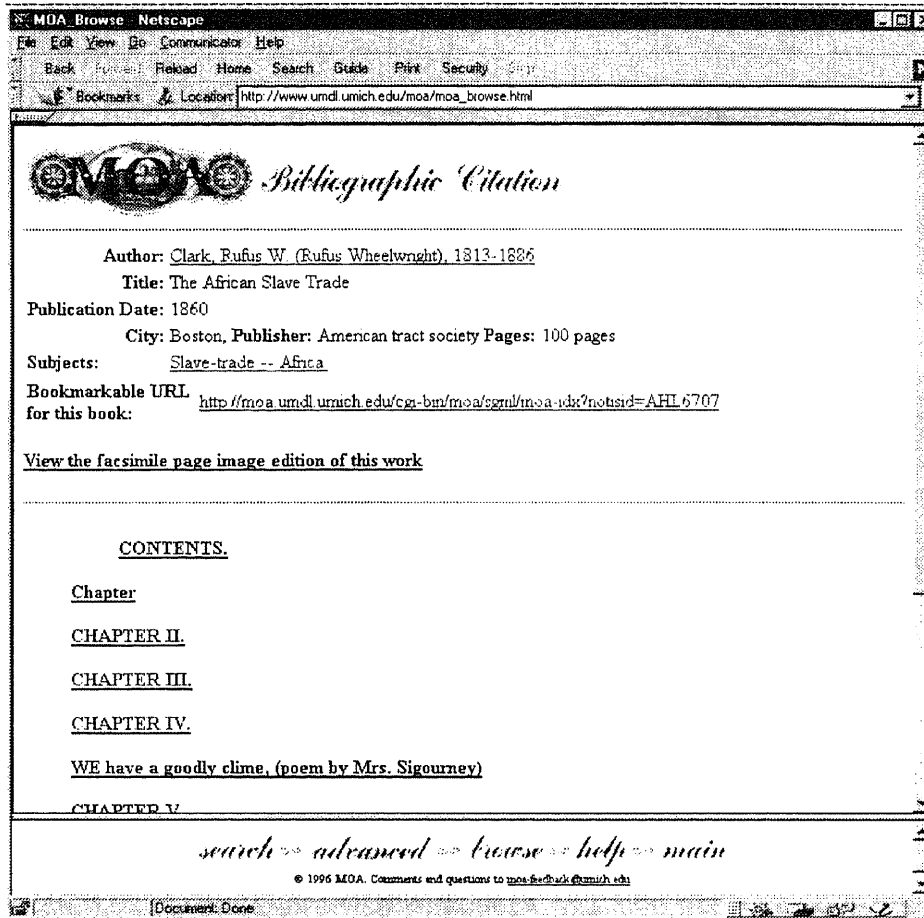 MOA_Browse - Netscape
File Edit View Go Communicator Help
Back Reload Home Search Guide Print Security
Bookmarks Location: http://www.umdl.umich.edu/moa/moa_browse.html
MOA Bibliographic Citation
Author: Clark, Rufus W. (Rufus Wheelwright), 1813-1886
Title: The African Slave Trade
Publication Date: 1860
City: Boston, Publisher: American tract society Pages: 100 pages
Subjects: Slave-trade -- Africa
Bookmarkable URL
for this book: http://moa.umdl.umich.edu/cgi-bin/moa/sgml/moa-idx?notisid=AHL6707
View the facsimile page image edition of this work
CONTENTS.
Chapter
CHAPTER II.
CHAPTER III.
CHAPTER IV.
WE have a goodly clime, (poem by Mrs. Sigourney)
CHAPTER V
search advanced browse help main
© 1996 MOA. Comments and questions to moa-feedback@umich.edu
Document: Done